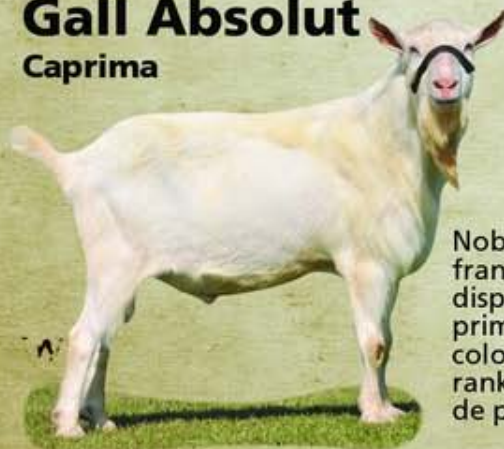 Gall Absolut
Caprima
Nob
fran
disp
prim
colo
rank
de p